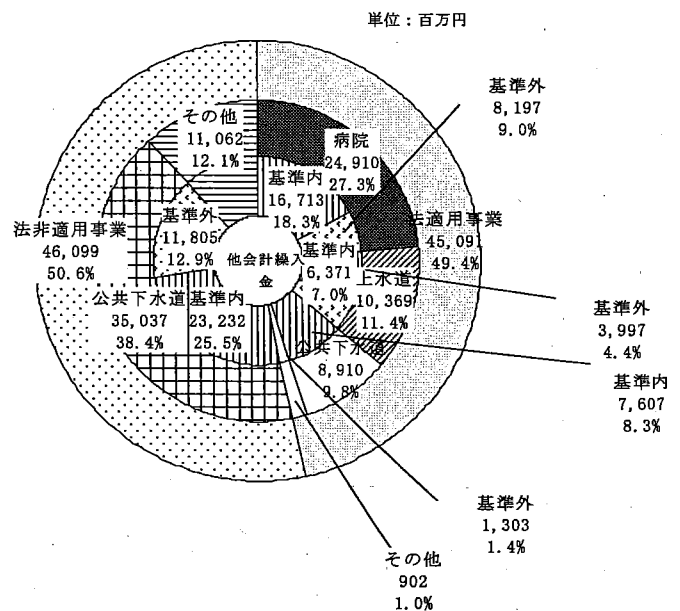 単位：百万円
基準外
8,197
9.0%
その他
11,062
12.1%
病院
24,910
27.3%
基準内
16,713
18.3%
法適用事業
45,091
49.4%
法非適用事業
46,099
50.6%
基準外
11,805
12.9%
他会計繰入
金
基準内
6,371
7.0%
上水道
10,369
11.4%
公共下水道
35,037
38.4%
基準内
23,232
25.5%
公共下水道
8,910
9.8%
基準外
3,997
4.4%
基準内
7,607
8.3%
基準外
1,303
1.4%
その他
902
1.0%